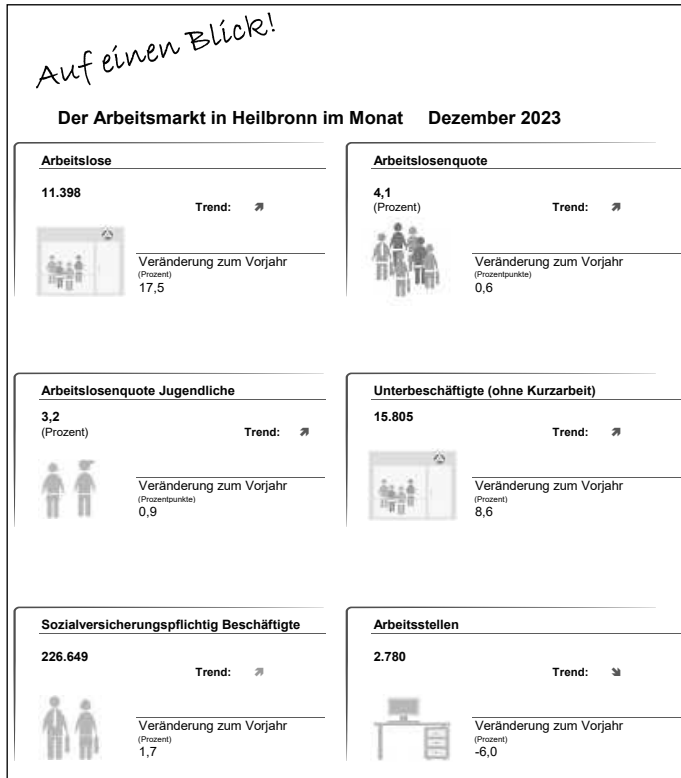 Auf einen Blick!
Der Arbeitsmarkt in Heilbronn im Monat Dezember 2023
Arbeitslose
11.398
Trend:
Veränderung zum Vorjahr
(Prozent)
17,5
Arbeitslosenquote
4,1
(Prozent)
Trend:
Veränderung zum Vorjahr
(Prozentpunkte)
0,6
Arbeitslosenquote Jugendliche
3,2
(Prozent)
Trend:
Veränderung zum Vorjahr
(Prozentpunkte)
0,9
Unterbeschäftigte (ohne Kurzarbeit)
15.805
Trend:
Veränderung zum Vorjahr
(Prozent)
8,6
Sozialversicherungspflichtig Beschäftigte
226.649
Trend:
Veränderung zum Vorjahr
(Prozent)
1,7
Arbeitsstellen
2.780
Trend:
Veränderung zum Vorjahr
(Prozent)
-6,0